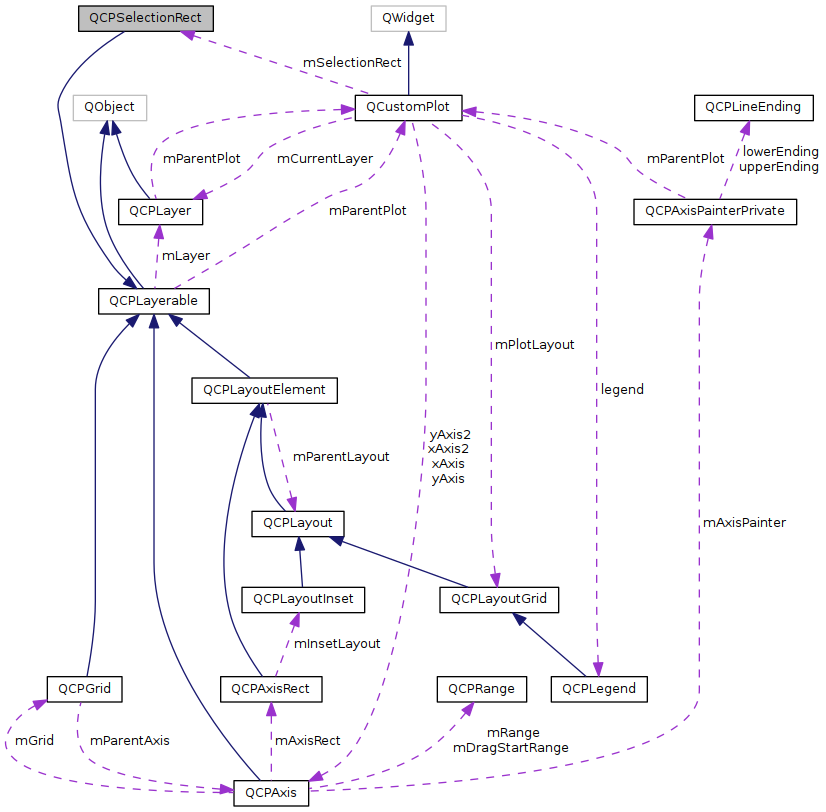 QCPSelectionRect
QWidget
mSelectionRect
QObject
QCustomPlot
QCPLineEnding
mParentPlot
mCurrentLayer
mParentPlot
lowerEnding
upperEnding
QCPLayer
mParentPlot
QCPAxisPainterPrivate
mLayer
QCPLayerable
mPlotLayout
QCPLayoutElement
legend
yAxis2
xAxis2
xAxis
yAxis
mParentLayout
QCPLayout
mAxisPainter
QCPLayoutInset
QCPLayoutGrid
mInsetLayout
QCPGrid
QCPAxisRect
QCPRange
QCPLegend
mGrid
mParentAxis
mAxisRect
mRange
mDragStartRange
QCPAxis